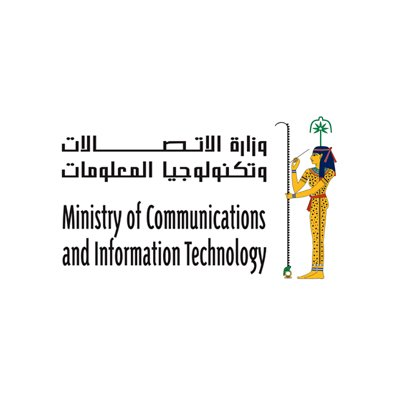 وزارة الاتصالات
وتكنولوجيا المعلومات
Ministry of Communications
and Information Technology